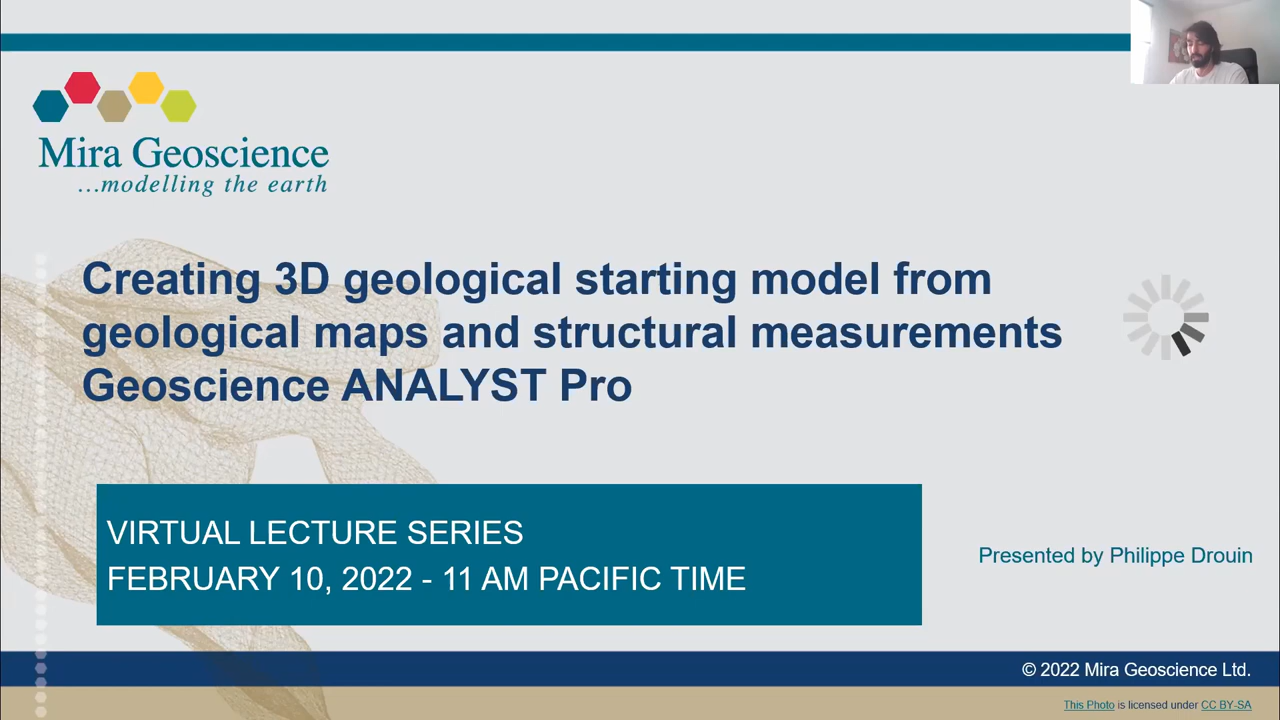 Mira Geoscience
...modelling the earth
Creating 3D geological starting model from
geological maps and structural measurements
Geoscience ANALYST Pro
VIRTUAL LECTURE SERIES
FEBRUARY 10, 2022 - 11 AM PACIFIC TIME
Presented by Philippe Drouin
© 2022 Mira Geoscience Ltd.
This Photo is licensed under CC BY-SA